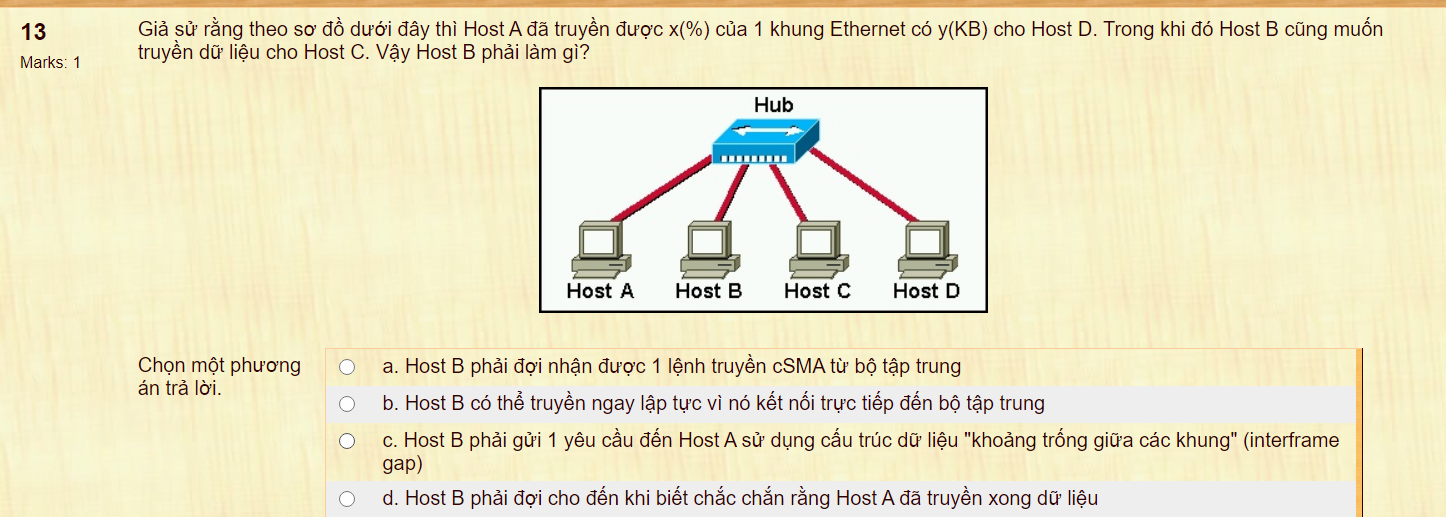 13
Marks: 1
Giả sử rằng theo sơ đồ dưới đây thì Host A đã truyền được x(%) của 1 khung Ethernet có y(KB) cho Host D. Trong khi đó Host B cũng muốn
truyền dữ liệu cho Host C. Vậy Host B phải làm gì?
Hub
Host A Host B Host C Host D
Chọn một phương
án trả lời.
a. Host B phải đợi nhận được 1 lệnh truyền cSMA từ bộ tập trung
b. Host B có thể truyền ngay lập tức vì nó kết nối trực tiếp đến bộ tập trung
c. Host B phải gửi 1 yêu cầu đến Host A sử dụng cấu trúc dữ liệu "khoảng trống giữa các khung" (interframe
gap)
d. Host B phải đợi cho đến khi biết chắc chắn rằng Host A đã truyền xong dữ liệu